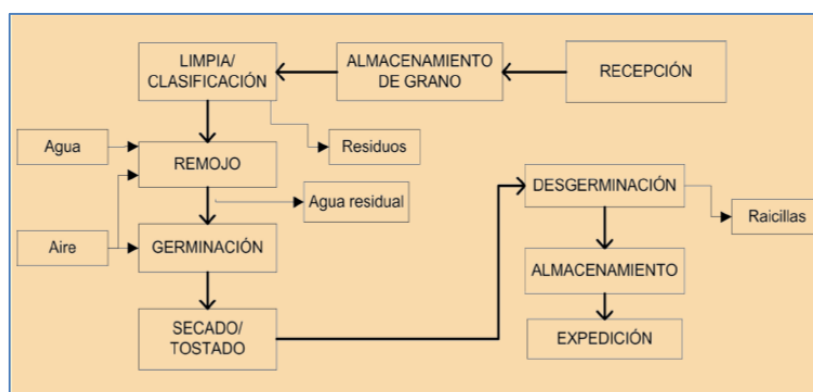 LIMPIA/
CLASIFICACIÓN
ALMACENAMIENTO
DE GRANO
RECEPCIÓN
Agua
REMOJO
Residuos
Agua residual
Aire
GERMINACIÓN
SECADO/
TOSTADO
DESGERMINACIÓN
Raicillas
ALMACENAMIENTO
EXPEDICIÓN